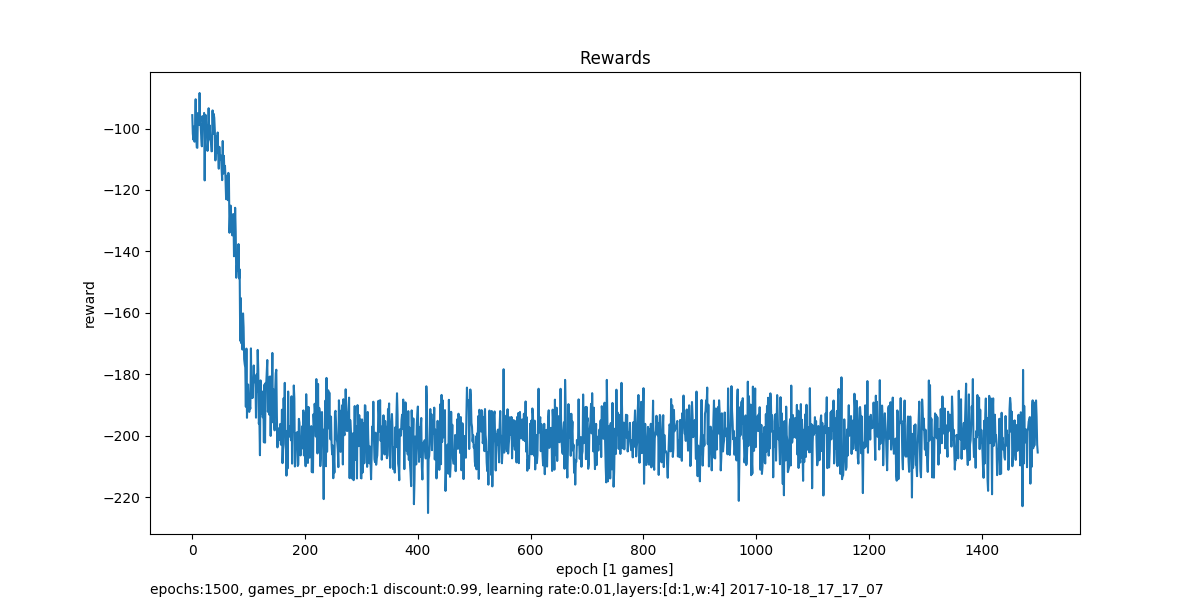 Rewards
−100
−120
−140
−160
−180
−200
−220
reward
0 200 400 600 800 1000 1200 1400
epoch [1 games]
epochs:1500, games_pr_epoch:1 discount:0.99, learning rate:0.01,layers:[d:1,w:4] 2017-10-18_17_17_07